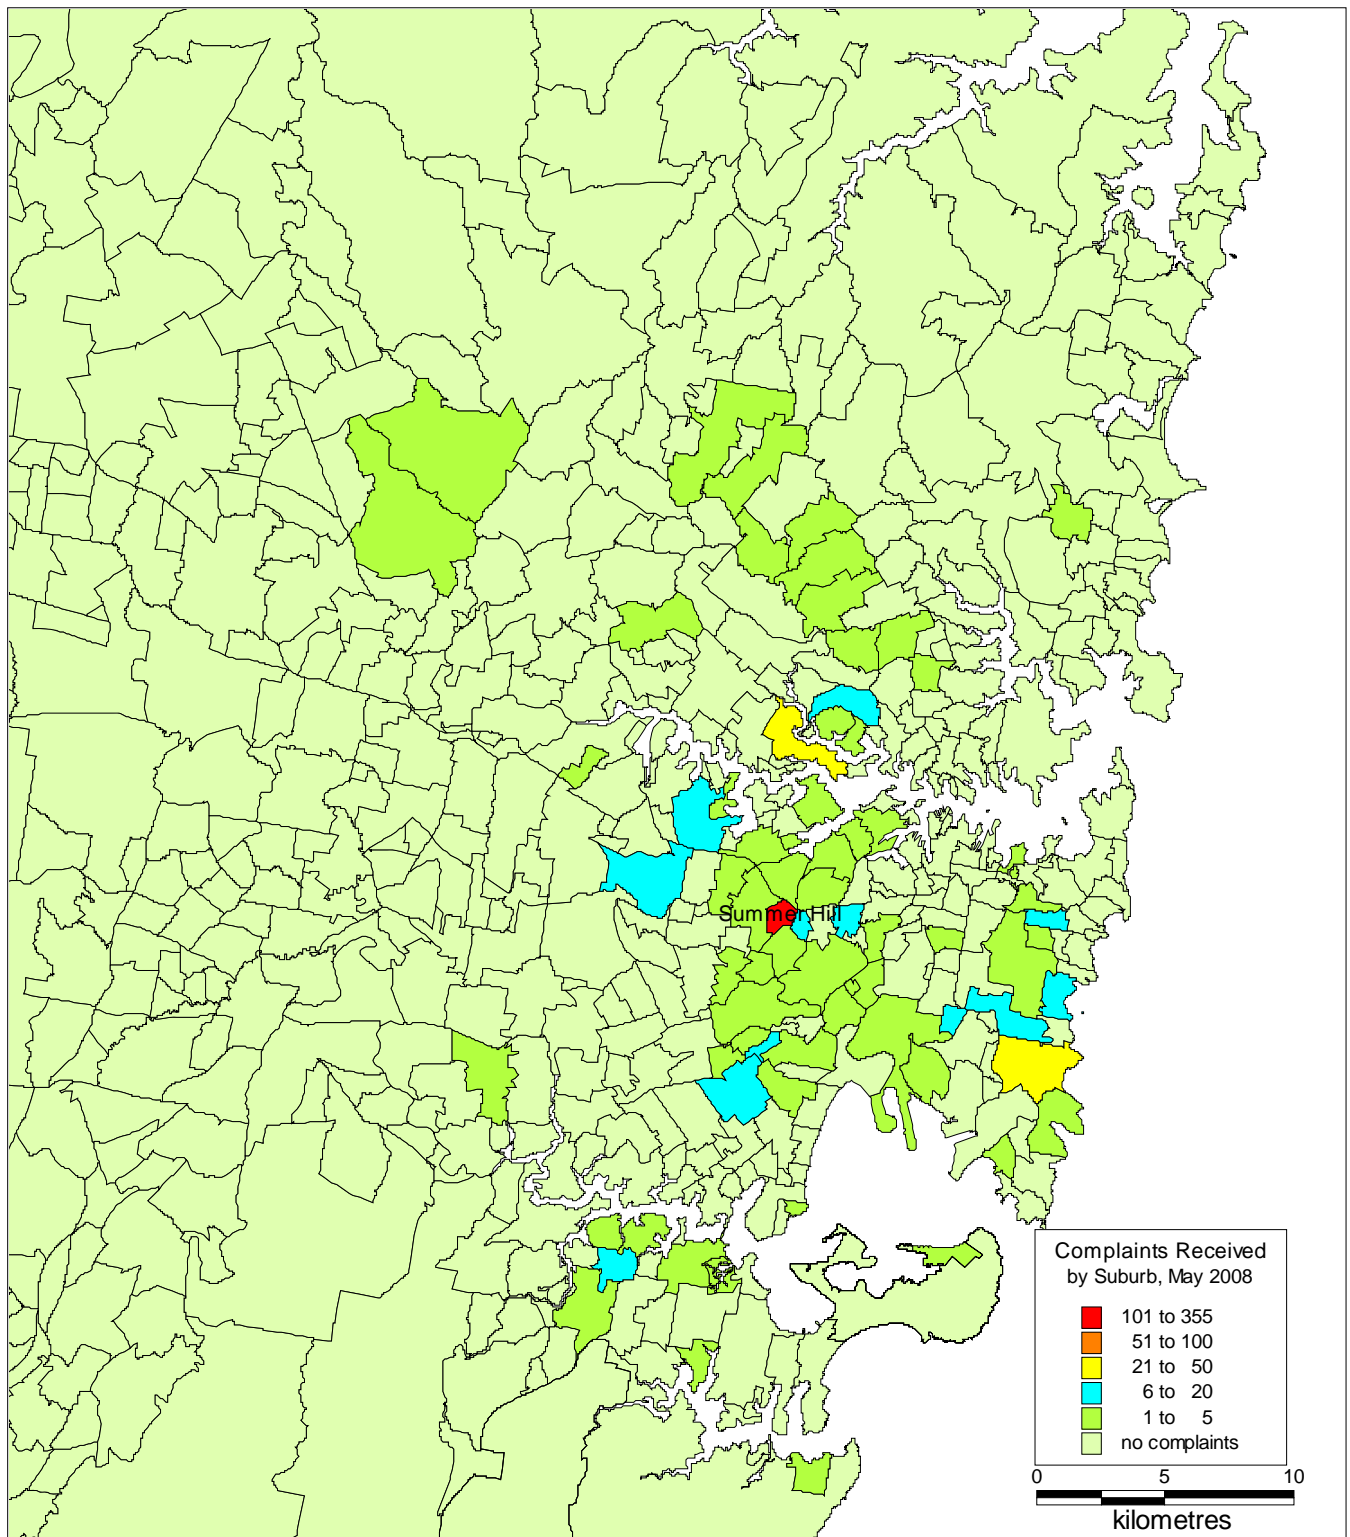 Summer Hill
Complaints Received
by Suburb, May 2008
101 to 355
51 to 100
21 to 50
6 to 20
1 to 5
no complaints
0 5 10
kilometres